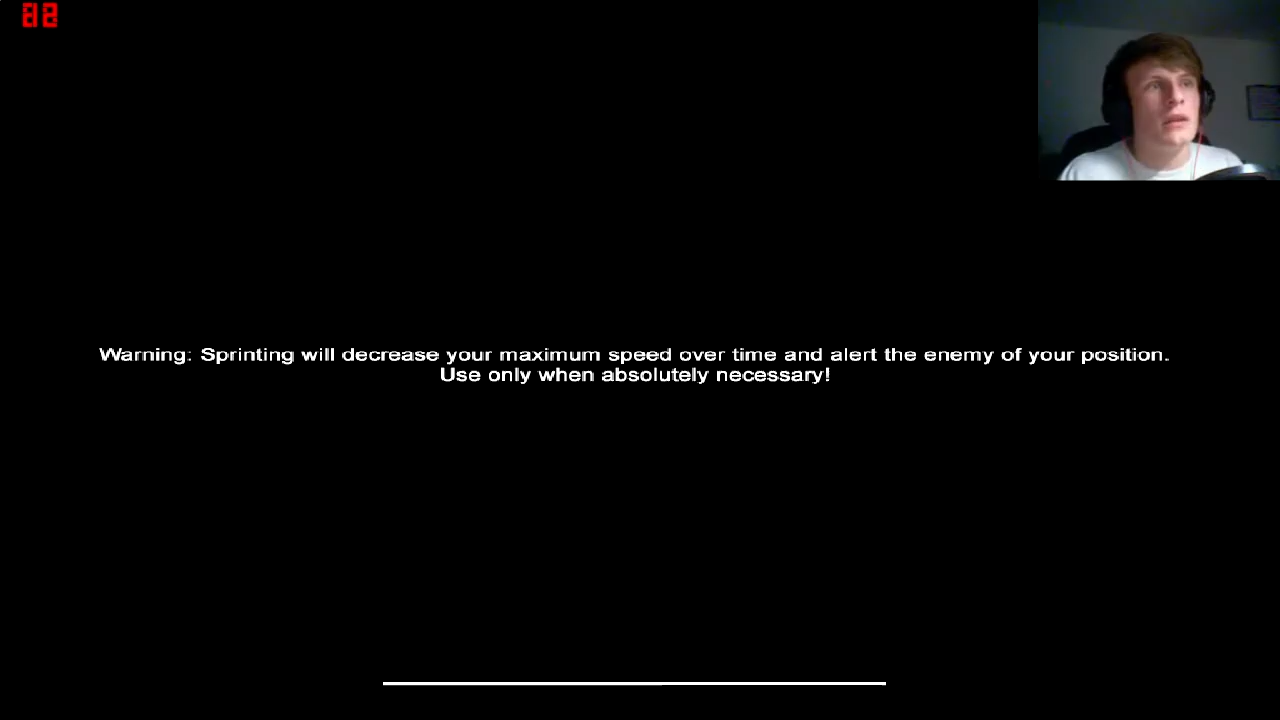 Warning: Sprinting will decrease your maximum speed over time and alert the enemy of your position.
Use only when absolutely necessary!